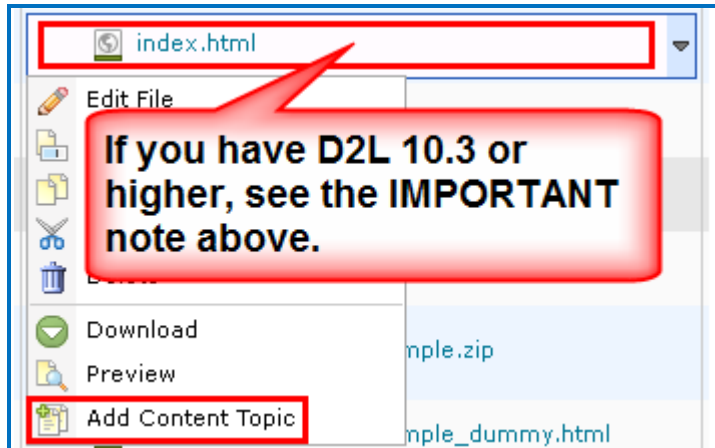 index.html
Edit File
If you have D2L 10.3 or
higher, see the IMPORTANT
note above.
Download
mple.zip
Preview
Add Content Topic
mple_dummy.html